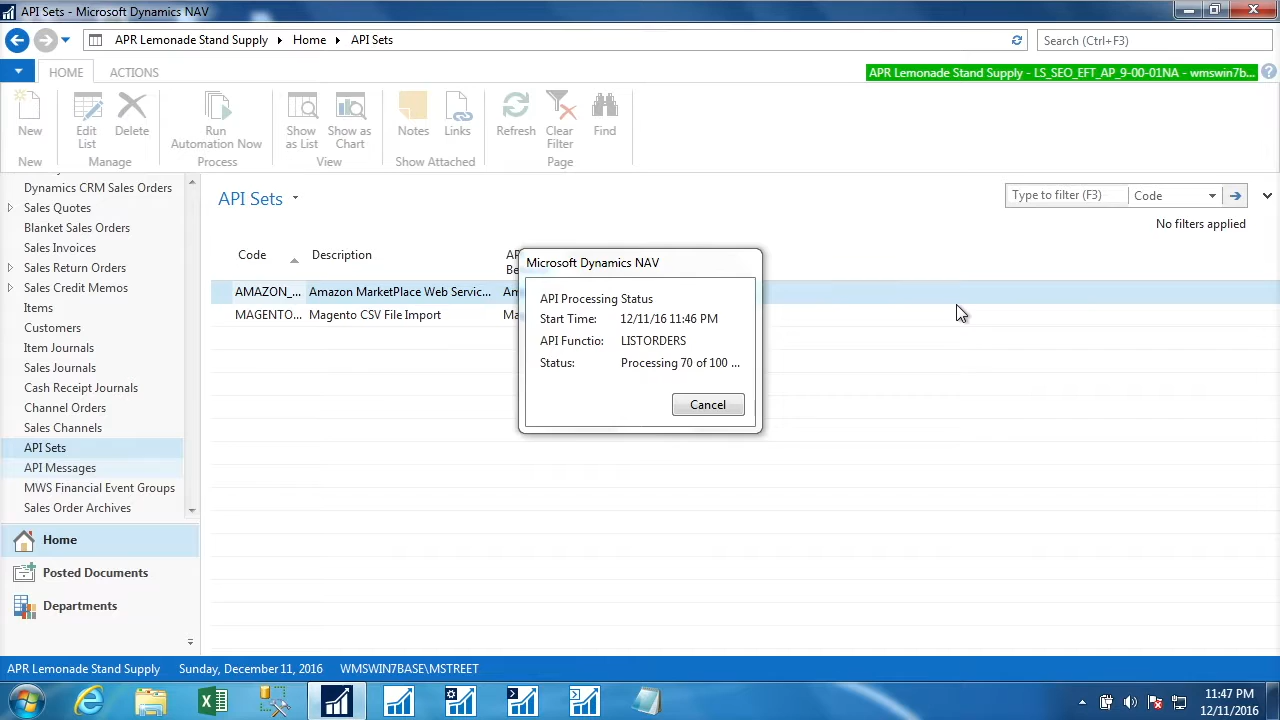 API Sets - Microsoft Dynamics NAV
APR Lemonade Stand Supply
Home
API Sets
Search (Ctrl+F3)
HOME
ACTIONS
APR Lemonade Stand Supply - LS_SEO_EFT_AP_9-00-01NA - wmswin7b...
New
Edit List
Delete
Run Automation Now
Show as List
Show as Chart
Notes
Links
Refresh
Clear Filter
Find
New
Manage
Process
View
Show Attached
Page
Dynamics CRM Sales Orders
Sales Quotes
Blanket Sales Orders
Sales Invoices
Sales Return Orders
Sales Credit Memos
Items
Customers
Item Journals
Sales Journals
Cash Receipt Journals
Channel Orders
Sales Channels
API Sets
API Messages
MWS Financial Event Groups
Sales Order Archives
Home
Posted Documents
Departments
API Sets
Type to filter (F3)
Code
No filters applied
Code
Description
AMAZON_...
Amazon MarketPlace Web Servic...
MAGENTO...
Magento CSV File Import
Microsoft Dynamics NAV
API Processing Status
Start Time: 12/11/16 11:46 PM
API Functio: LISTORDERS
Status: Processing 70 of 100 ...
Cancel
APR Lemonade Stand Supply
Sunday, December 11, 2016
WMSWIN7BASE\MSTREET
11:47 PM
12/11/2016